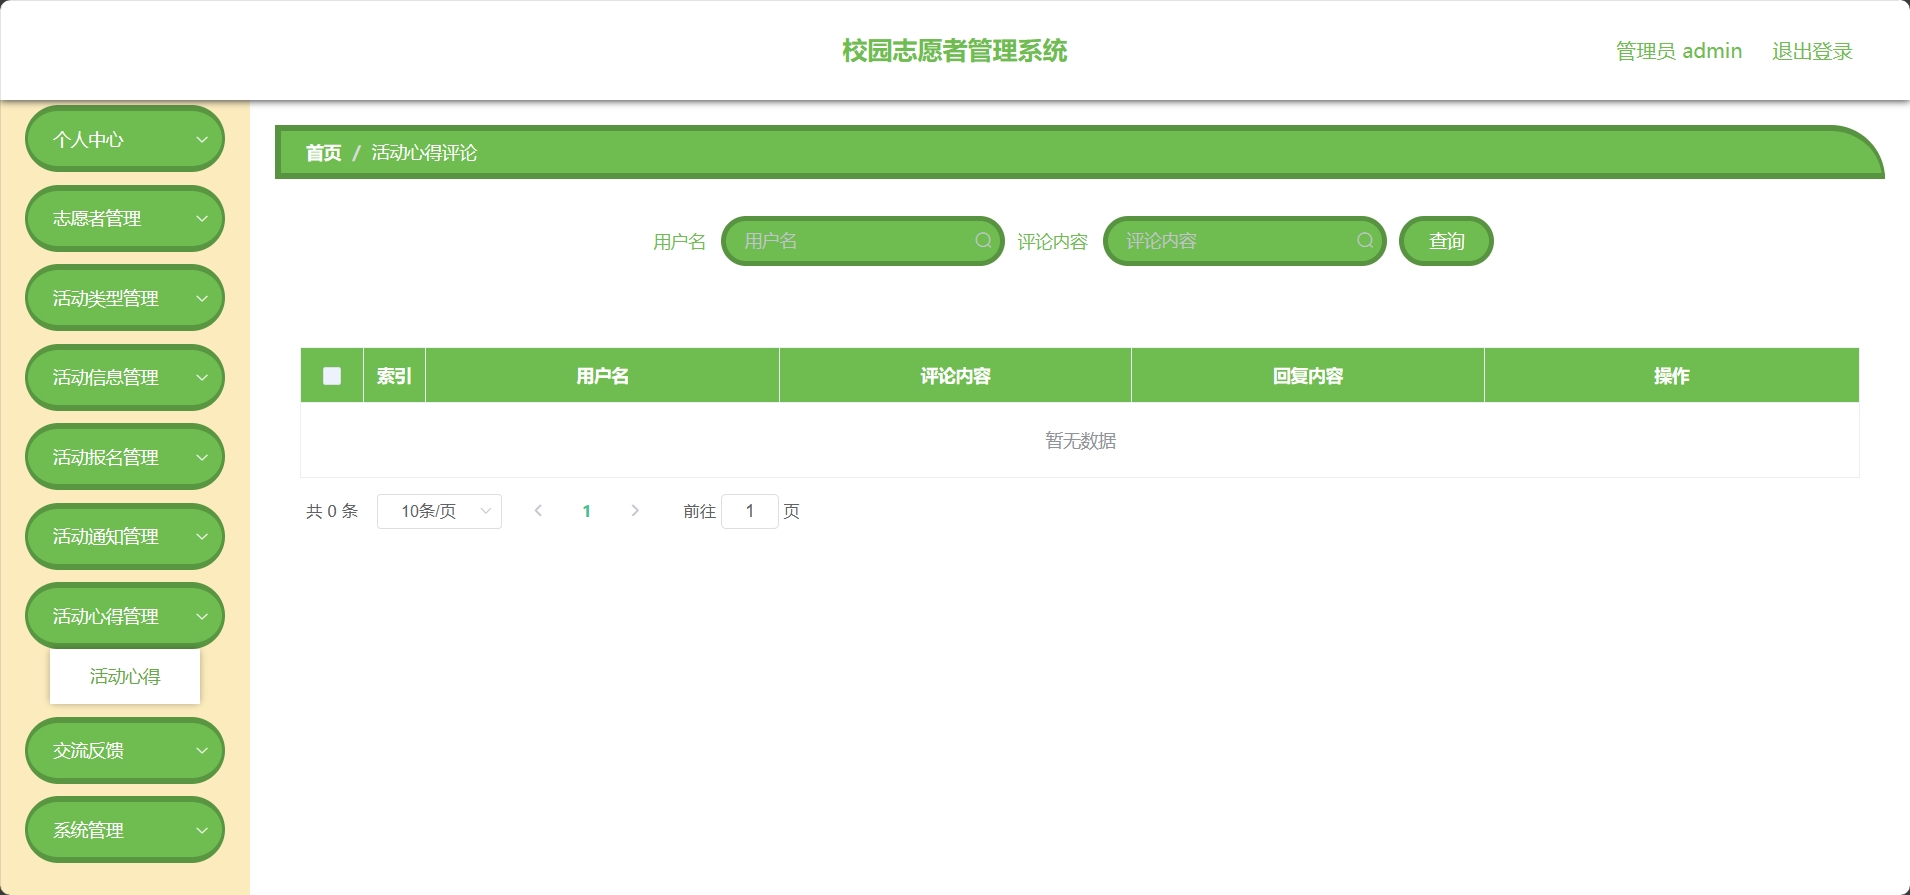 校园志愿者管理系统
管理员 admin 退出登录
个人中心
志愿者管理
活动类型管理
活动信息管理
活动报名管理
活动通知管理
活动心得管理
活动心得
交流反馈
系统管理
首页 / 活动心得评论
用户名 用户名 评论内容 评论内容 查询
索引 用户名 评论内容 回复内容 操作
暂无数据
共 0 条 10条/页 1 前往 1 页